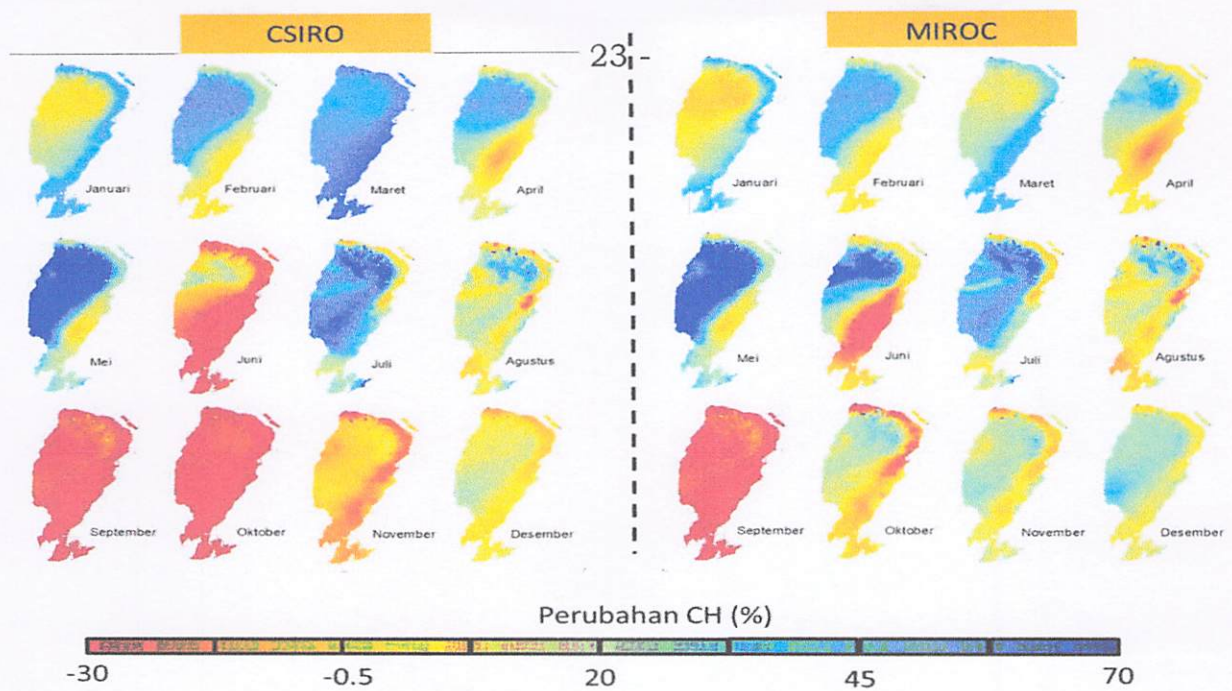 CSIRO
23 -
MIROC
Januari
Februari
Maret
April
Januari
Februari
Maret
April
Mei
Juni
Juli
Agustus
Mei
Juni
Juli
Agustus
September
Oktober
November
Desember
September
Oktober
November
Desember
Perubahan CH (%)
-30
-0.5
20
45
70